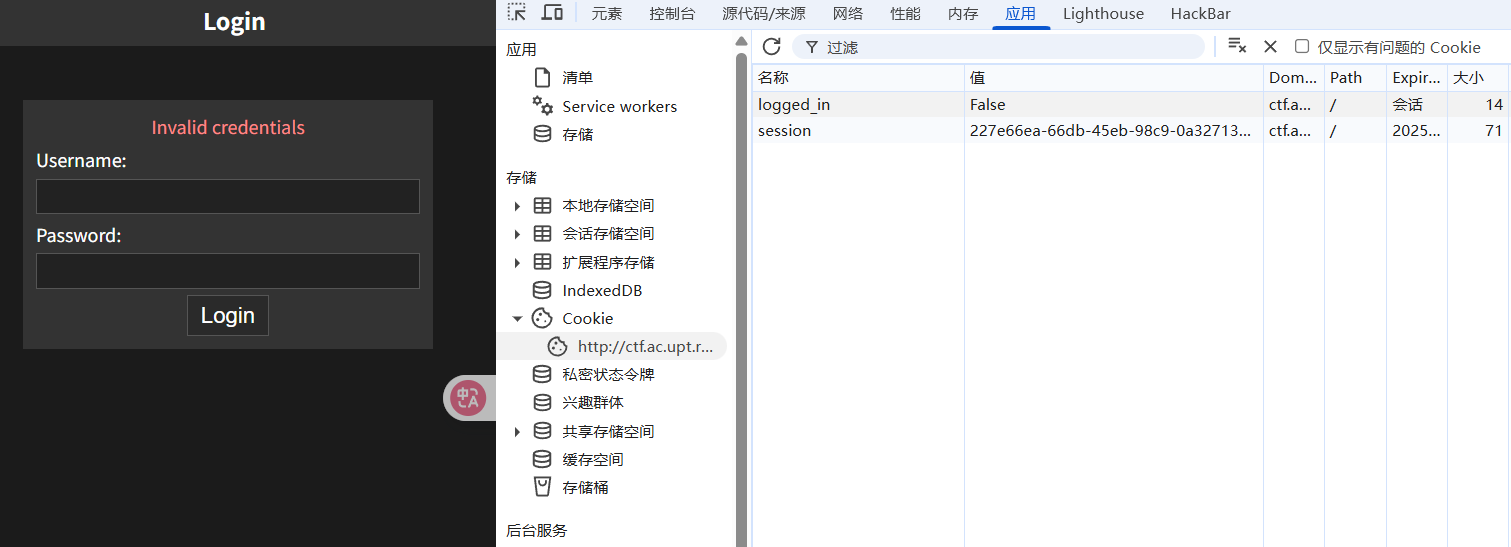 Login
Invalid credentials
Username:
Password:
Login
中A
元素 控制台 源代码/来源 网络 性能 内存 应用 Lighthouse HackBar
应用
清单
Service workers
存储
存储
本地存储空间
会话存储空间
扩展程序存储
IndexedDB
Cookie
http://ctf.ac.upt.r...
私密状态令牌
兴趣群体
共享存储空间
缓存空间
存储桶
后台服务
过滤 仅显示有问题的 Cookie
名称 值 Dom... Path Expir... 大小
logged_in False ctf.a... / 会话 14
session 227e66ea-66db-45eb-98c9-0a32713... ctf.a... / 2025... 71